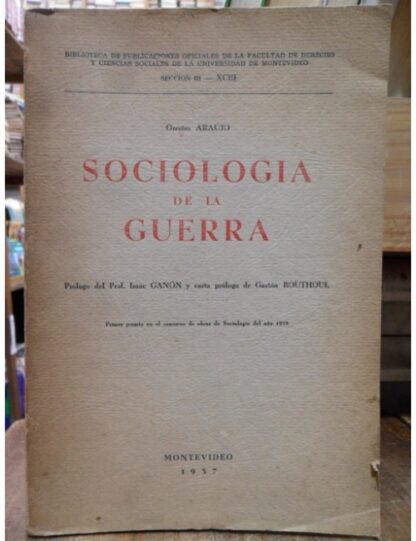 BIBLIOTECA DE PUBLICACIONES OFICIALES DE LA FACULTAD DE DERECHO
Y CIENCIAS SOCIALES DE LA UNIVERSIDAD DE MONTEVIDEO
SECCION III — XCIII
Orestes ARAUJO
SOCIOLOGIA
DE LA
GUERRA
Prólogo del Prof. Isaac GANÓN y carta prólogo de Gastón BOUTHOUL
Primer premio en el concurso de obras de Sociología del año
MONTEVIDEO
1957